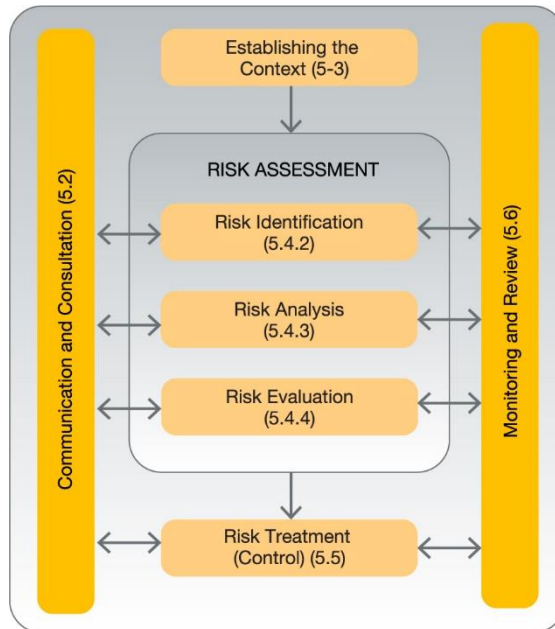 Establishing the
Context (5-3)
Communication and Consultation (5.2)
Monitoring and Review (5.6)
RISK ASSESSMENT
Risk Identification
(5.4.2)
Risk Analysis
(5.4.3)
Risk Evaluation
(5.4.4)
Risk Treatment
(Control) (5.5)